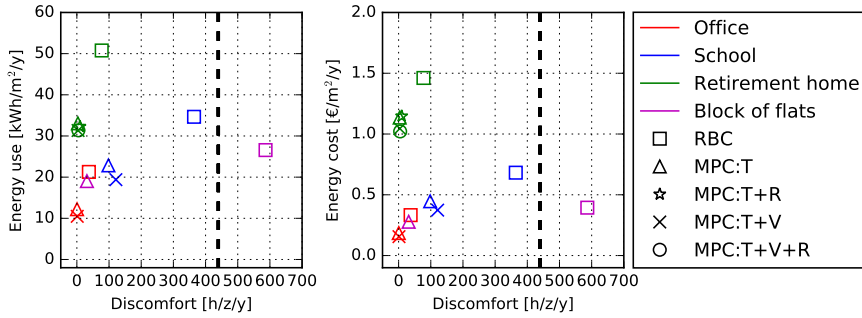 60
50
40
30
20
10
0
Energy use [kWh/m²/y]
0 100 200 300 400 500 600 700
Discomfort [h/z/y]
2.0
1.5
1.0
0.5
0.0
Energy cost [€/m²/y]
0 100 200 300 400 500 600 700
Discomfort [h/z/y]
Office
School
Retirement home
Block of flats
RBC
MPC:T
MPC:T+R
MPC:T+V
MPC:T+V+R